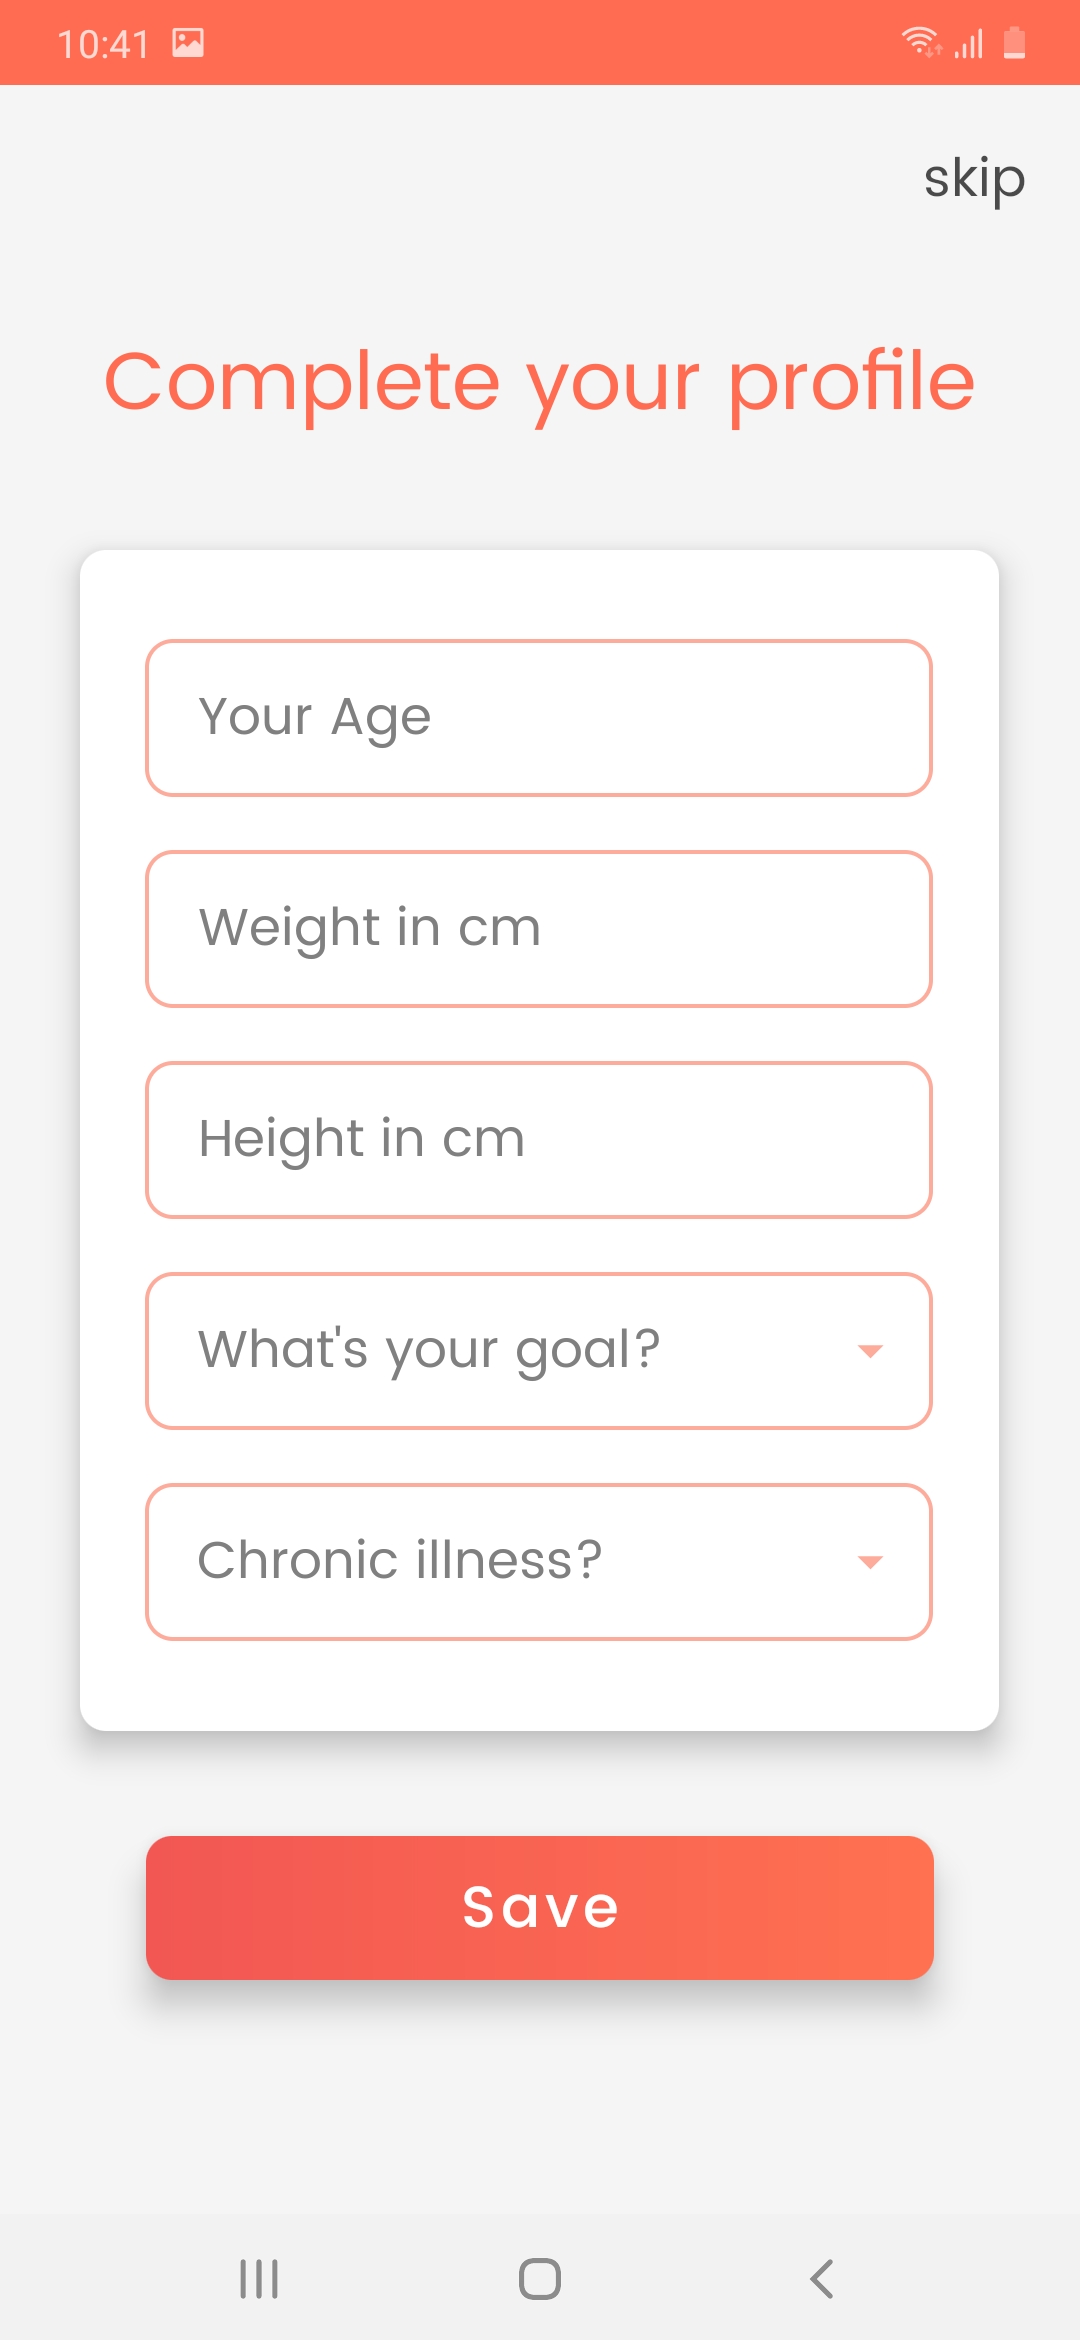 10:41
skip
Complete your profile
Your Age
Weight in cm
Height in cm
What's your goal?
Chronic illness?
Save